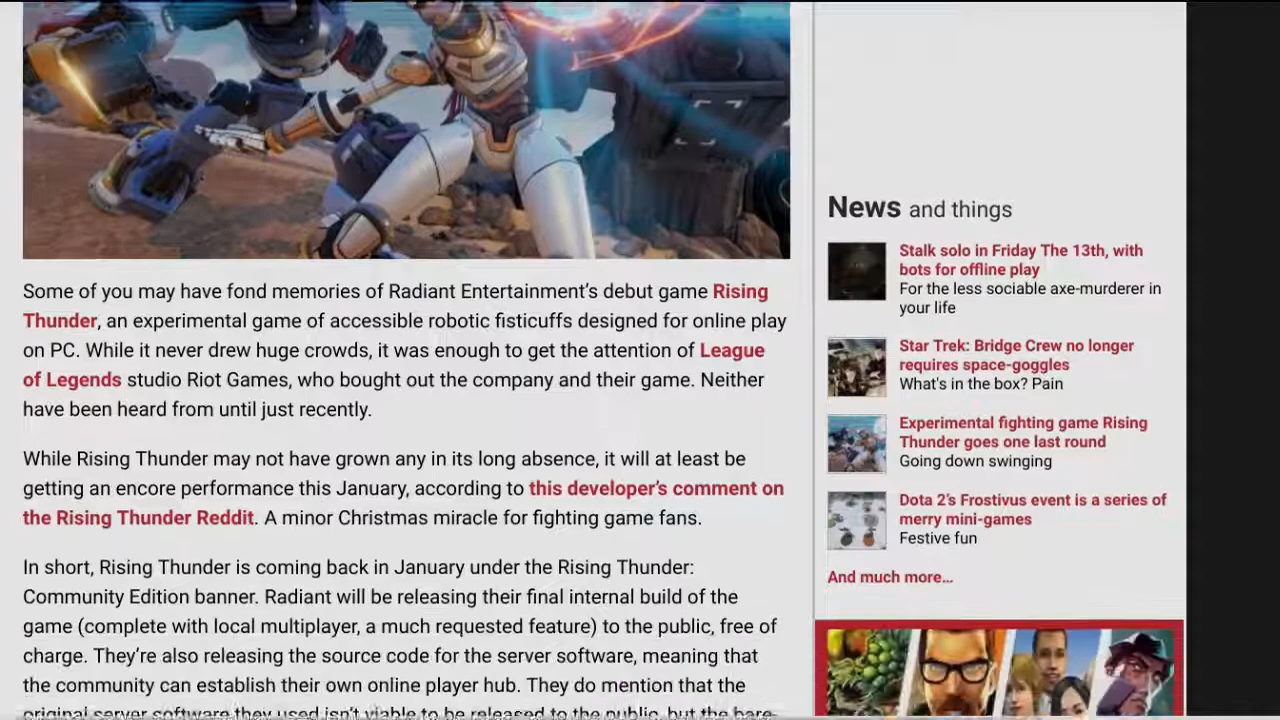 Some of you may have fond memories of Radiant Entertainment's debut game Rising
Thunder, an experimental game of accessible robotic fisticuffs designed for online play
on PC. While it never drew huge crowds, it was enough to get the attention of League
of Legends studio Riot Games, who bought out the company and their game. Neither
have been heard from until just recently.
While Rising Thunder may not have grown any in its long absence, it will at least be
getting an encore performance this January, according to this developer's comment on
the Rising Thunder Reddit. A minor Christmas miracle for fighting game fans.
In short, Rising Thunder is coming back in January under the Rising Thunder:
Community Edition banner. Radiant will be releasing their final internal build of the
game (complete with local multiplayer, a much requested feature) to the public, free of
charge. They're also releasing the source code for the server software, meaning that
the community can establish their own online player hub. They do mention that the
original server software they used isn't viable to be released to the public, but the bare
News and things
Stalk solo in Friday The 13th, with
bots for offline play
For the less sociable axe-murderer in
your life
Star Trek: Bridge Crew no longer
requires space-goggles
What's in the box? Pain
Experimental fighting game Rising
Thunder goes one last round
Going down swinging
Dota 2's Frostivus event is a series of
merry mini-games
Festive fun
And much more...